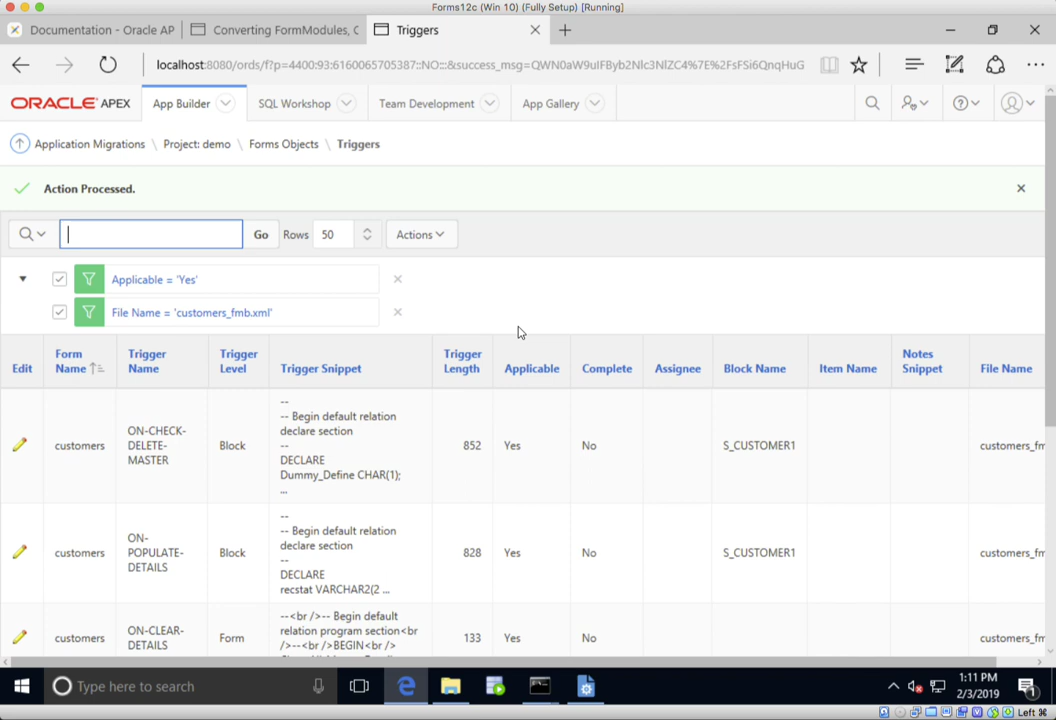 Forms12c (Win 10) (Fully Setup) [Running]
Documentation - Oracle AP
Converting FormModules, C
Triggers
localhost:8080/ords/f?p=4400:93:6160065705387::NO:::&success_msg=QWN0aW9uIFByb2Nlc3NlZC4%7E%2FsFSi6QnqHuG
ORACLE APEX
App Builder
SQL Workshop
Team Development
App Gallery
Application Migrations \ Project: demo \ Forms Objects \ Triggers
Action Processed.
Go
Rows
50
Actions
Applicable = 'Yes'
File Name = 'customers_fmb.xml'
Edit
Form
Name
Trigger
Name
Trigger
Level
Trigger Snippet
Trigger
Length
Applicable
Complete
Assignee
Block Name
Item Name
Notes
Snippet
File Name
customers
ON-CHECK-
DELETE-
MASTER
Block
--
-- Begin default relation
declare section
--
DECLARE
Dummy_Define CHAR(1);
...
852
Yes
No
S_CUSTOMER1
customers_fm
customers
ON-
POPULATE-
DETAILS
Block
--
-- Begin default relation
declare section
--
DECLARE
recstat VARCHAR2(2 ...
828
Yes
No
S_CUSTOMER1
customers_fm
customers
ON-CLEAR-
DETAILS
Form
--<br />-- Begin default
relation program section<br
/>--<br />BEGIN<br />
133
Yes
No
customers_fm
Type here to search
1:11 PM
2/3/2019
1
Left ⌘